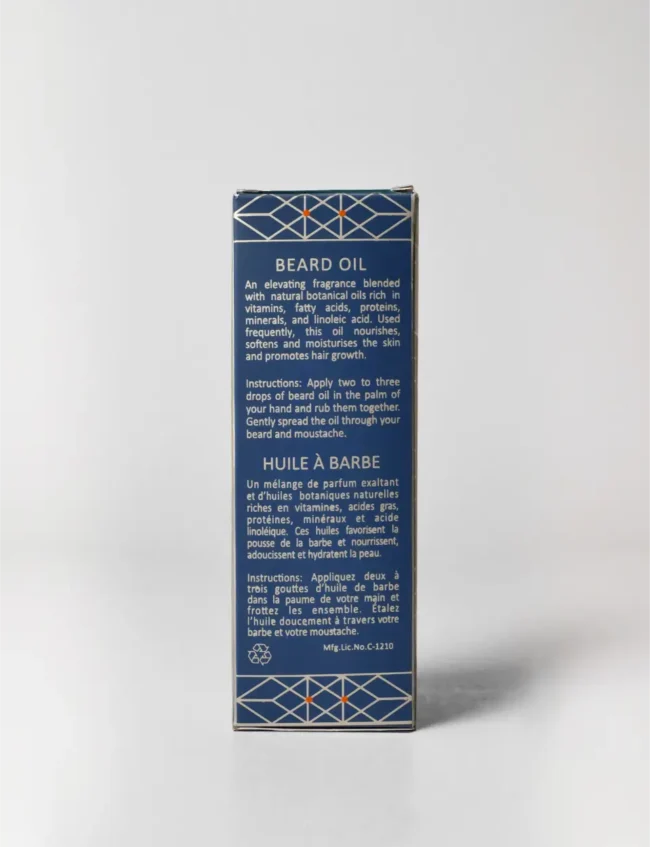 BEARD OIL
An elevating fragrance blended
with natural botanical oils rich in
vitamins, fatty acids, proteins,
minerals, and linoleic acid. Used
frequently, this oil nourishes,
softens and moisturises the skin
and promotes hair growth.
Instructions: Apply two to three
drops of beard oil in the palm of
your hand and rub them together.
Gently spread the oil through your
beard and moustache.
HUILE À BARBE
Un mélange de parfum exaltant
et d'huiles botaniques naturelles
riches en vitamines, acides gras,
protéines, minéraux et acide
linoléique. Ces huiles favorisent la
pousse de la barbe et nourrissent,
adoucissent et hydratent la peau.
Instructions: Appliquez deux à
trois gouttes d'huile de barbe
dans la paume de votre main et
frottez les ensemble. Étalez
l'huile doucement à travers votre
barbe et votre moustache.
Mfg.Lic.No.C-1210